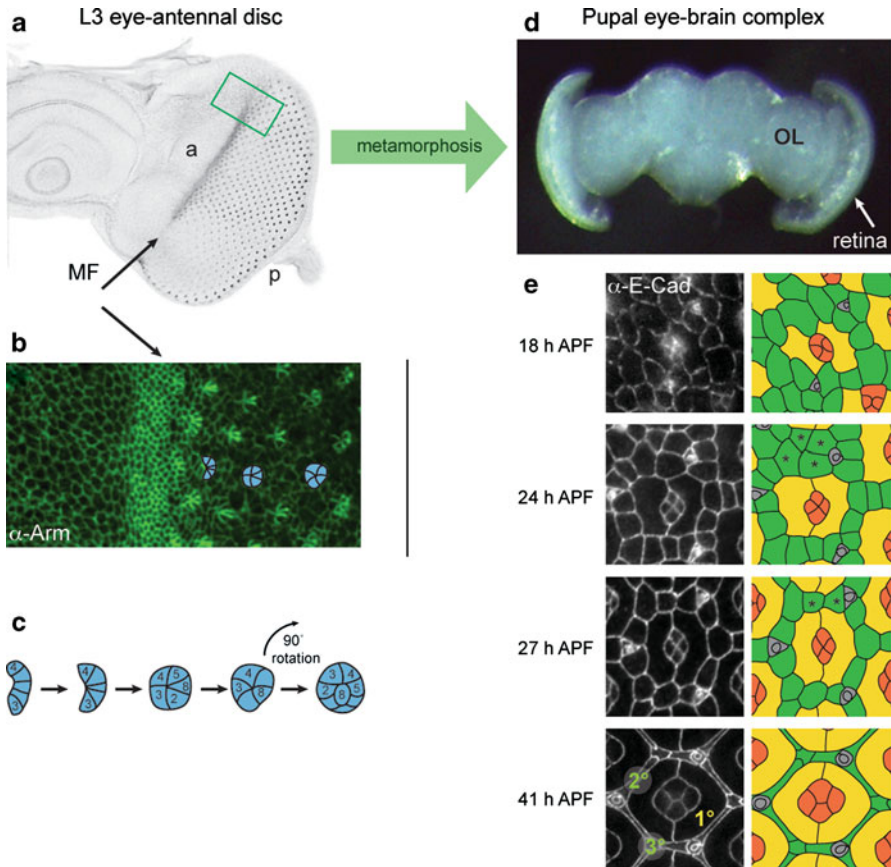 a
L3 eye-antennal disc
a
MF
p
metamorphosis
d
Pupal eye-brain complex
OL
retina
b
α-Arm
c
4
3
4
3
4 5
3 8
2
4
3 8
90°
rotation
3 4
2 8 5
e
α-E-Cad
18 h APF
24 h APF
* * * *
27 h APF
* *
41 h APF
2°
1°
3°